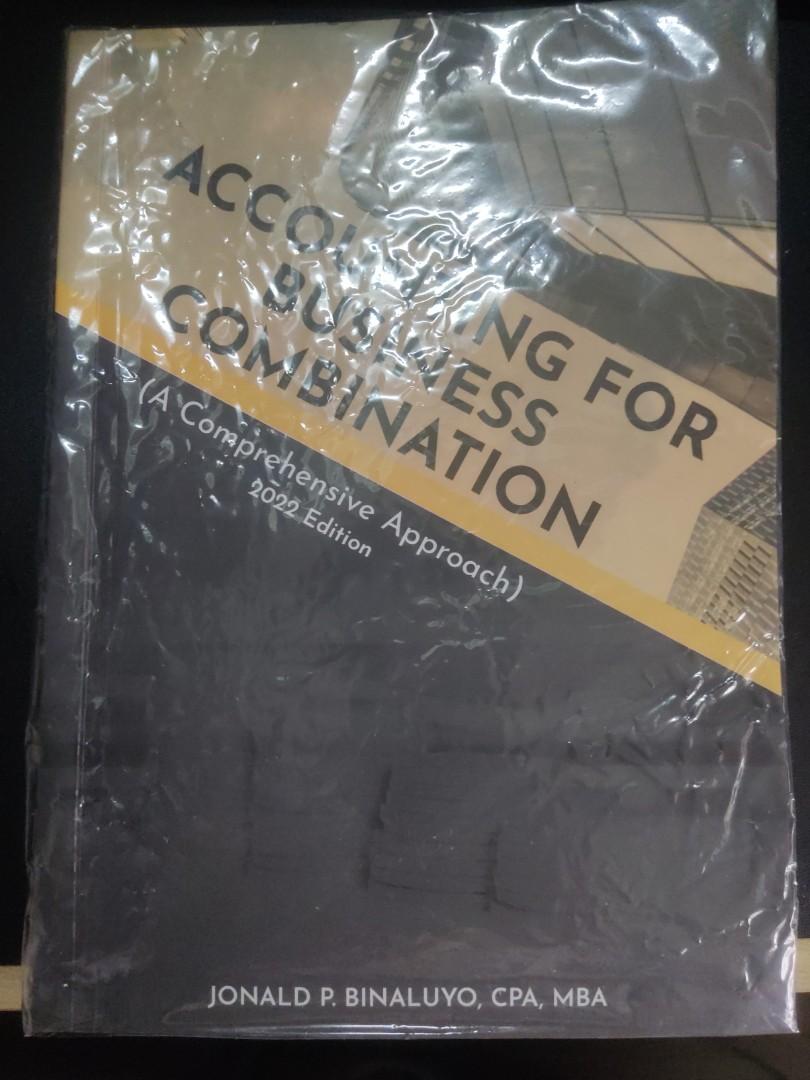 ACCOUNTING FOR
BUSINESS
COMBINATION
(A Comprehensive Approach)
2022 Edition
JONALD P. BINALUYO, CPA, MBA